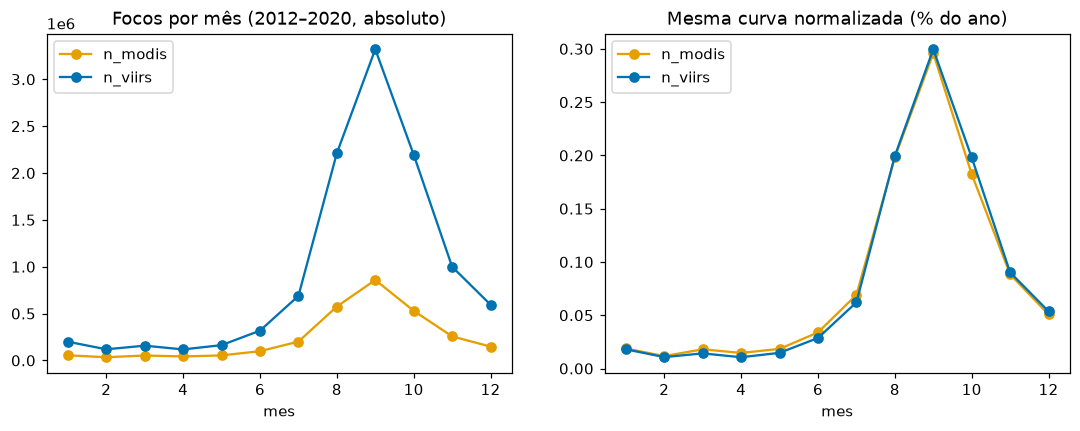 Focos por mês (2012–2020, absoluto)
1e6
n_modis
n_viirs
3.0
2.5
2.0
1.5
1.0
0.5
0.0
2 4 6 8 10 12
mes
Mesma curva normalizada (% do ano)
n_modis
n_viirs
0.30
0.25
0.20
0.15
0.10
0.05
0.00
2 4 6 8 10 12
mes